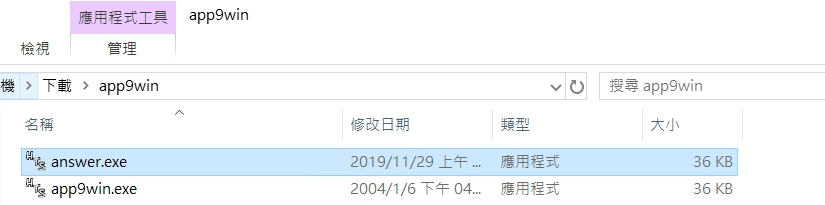 應用程式工具 app9win
檢視 管理
機 > 下載 > app9win 搜尋 app9win
名稱 修改日期 類型 大小
answer.exe 2019/11/29 上午 ... 應用程式 36 KB
app9win.exe 2004/1/6 下午 04... 應用程式 36 KB